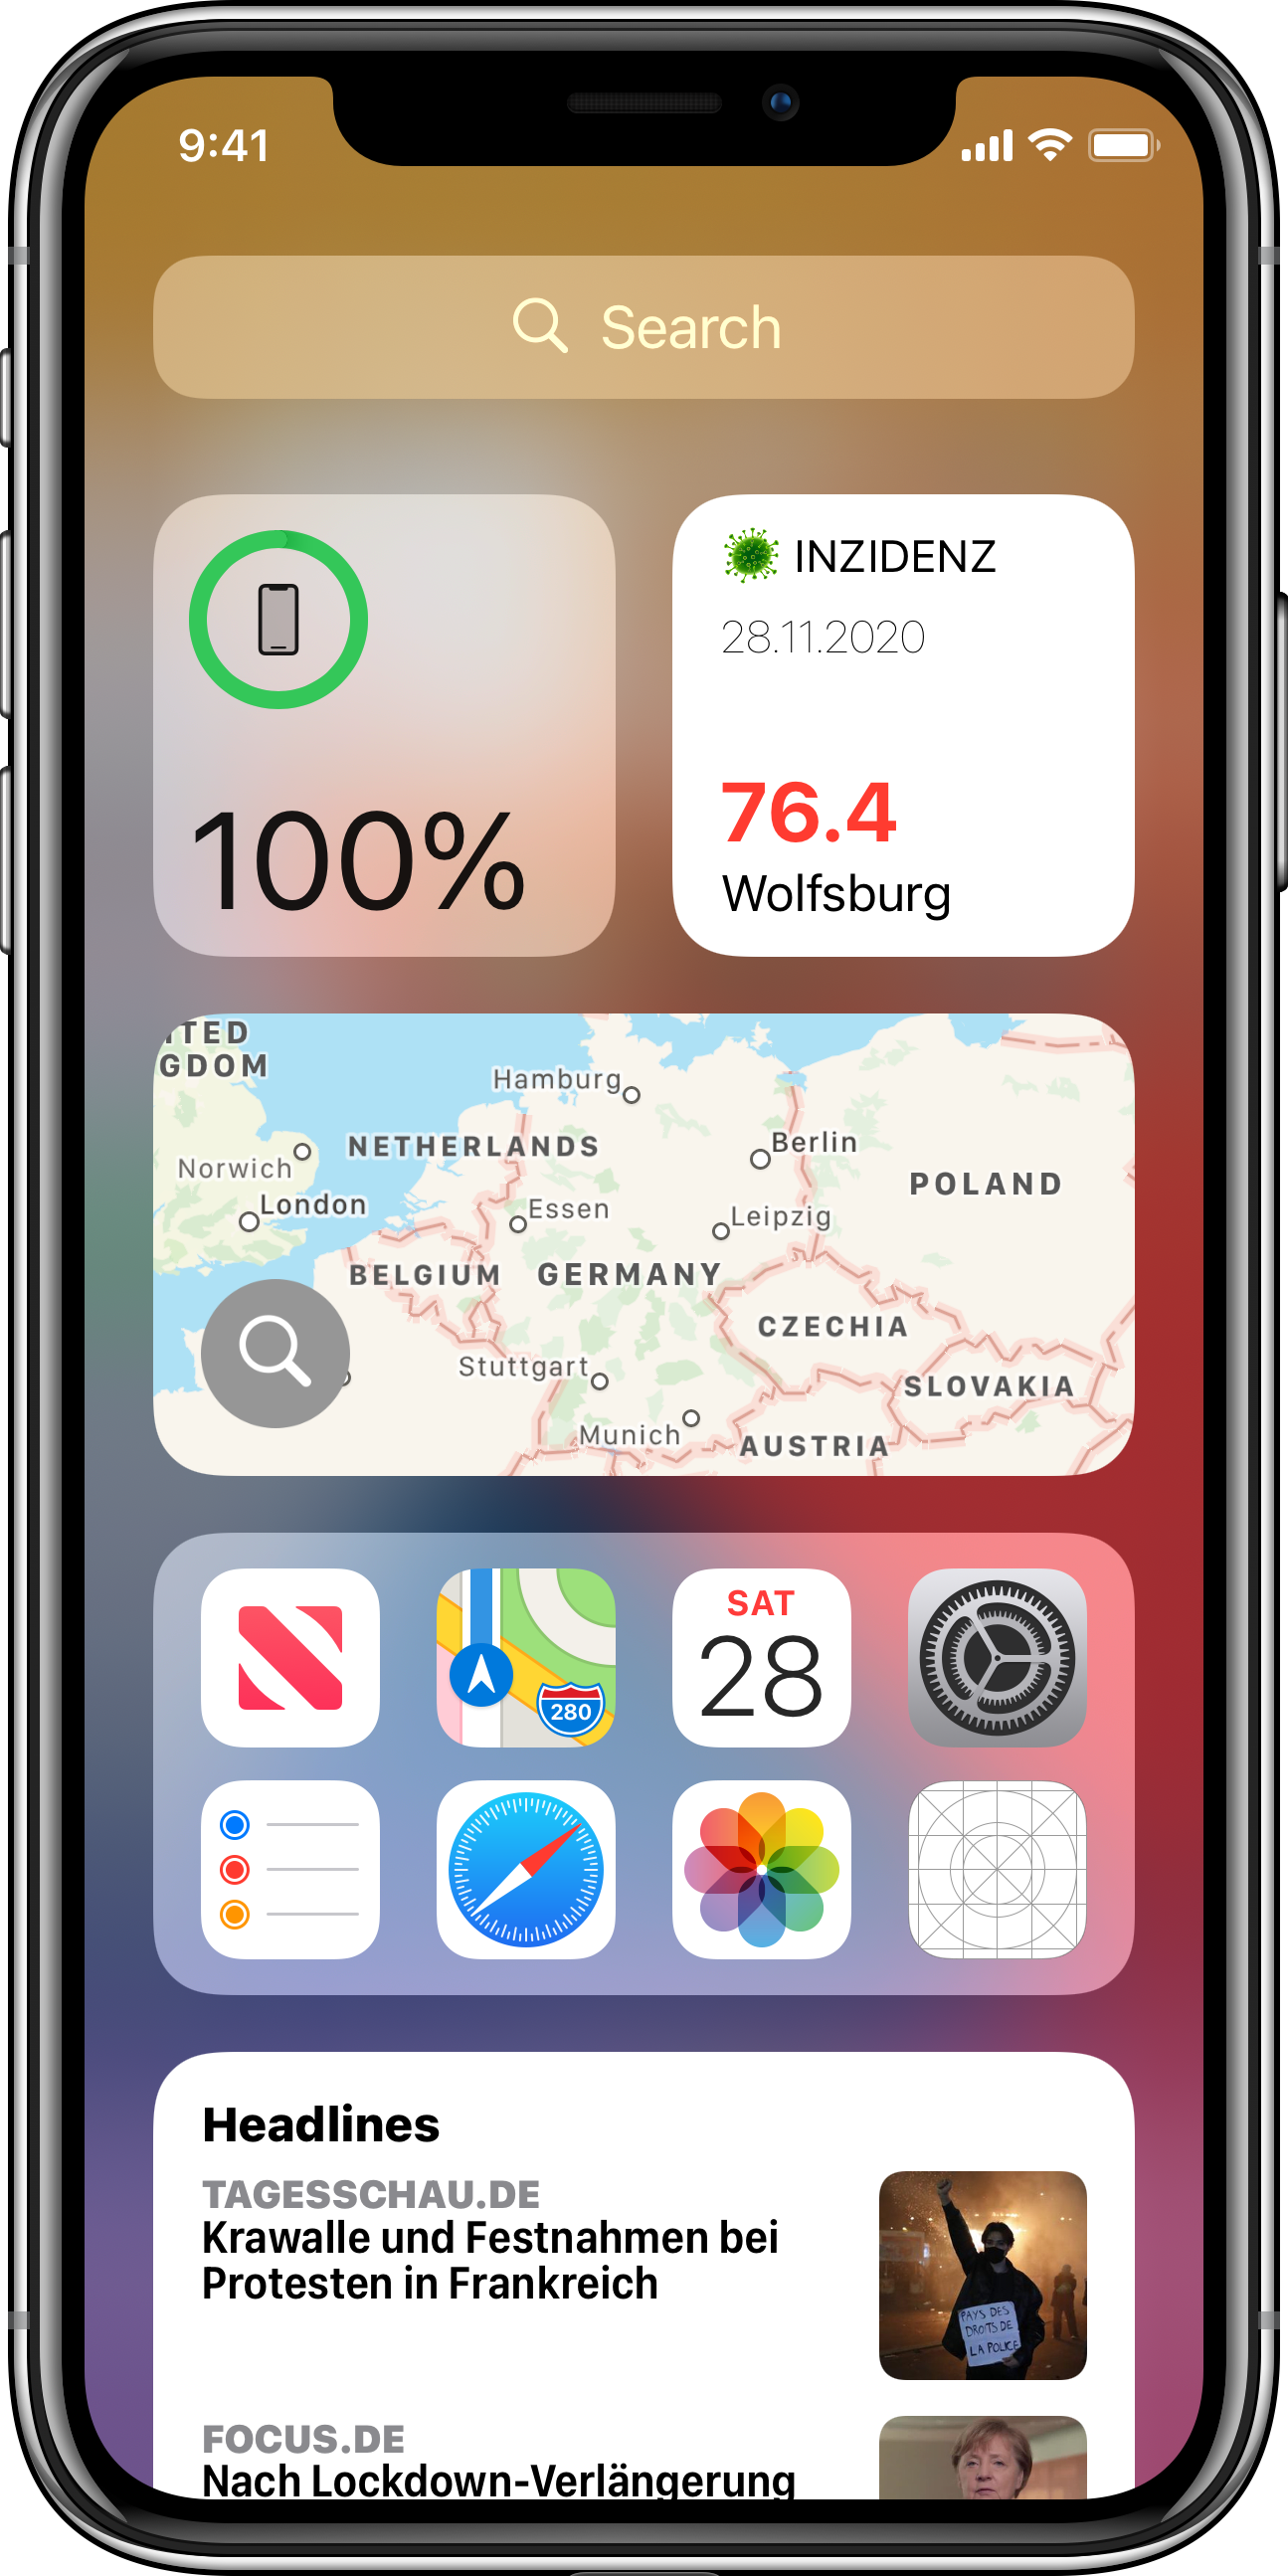 9:41
Search
INZIDENZ
28.11.2020
100%
76.4
Wolfsburg
ITED
GDOM
Hamburg
NETHERLANDS
Berlin
Norwich
POLAND
London
Essen
Leipzig
BELGIUM
GERMANY
CZECHIA
Stuttgart
SLOVAKIA
Munich
AUSTRIA
280
SAT
28
Headlines
TAGESSCHAU.DE
Krawalle und Festnahmen bei
Protesten in Frankreich
PAYS DES
DROITS DE
LA POLICE
FOCUS.DE
Nach Lockdown-Verlängerung